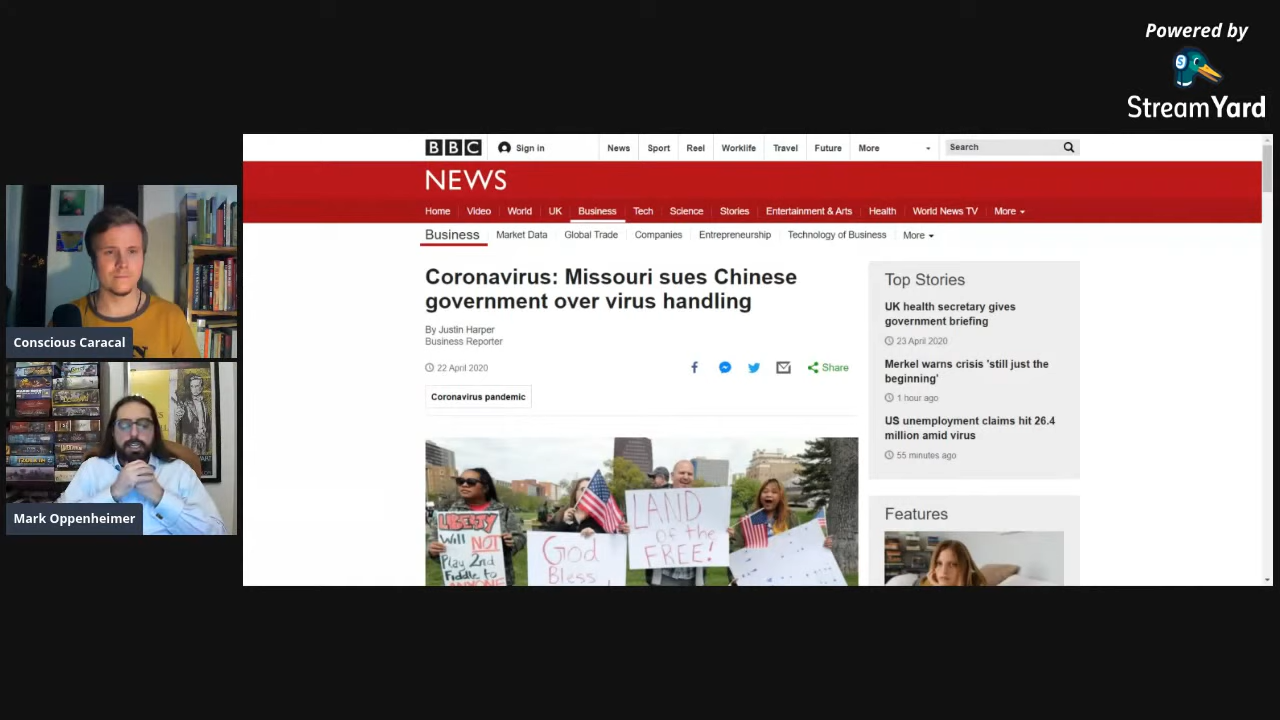 Powered by
StreamYard
BBC
Sign in
News
Sport
Reel
Worklife
Travel
Future
More
Search
NEWS
Home
Video
World
UK
Business
Tech
Science
Stories
Entertainment & Arts
Health
World News TV
More
Business
Market Data
Global Trade
Companies
Entrepreneurship
Technology of Business
More
Coronavirus: Missouri sues Chinese
government over virus handling
By Justin Harper
Business Reporter
22 April 2020
Share
Coronavirus pandemic
LIBERTY
Will NOT
Play 2nd
Fiddle to
God
Bless
LAND
of the
FREE!
Top Stories
UK health secretary gives
government briefing
23 April 2020
Merkel warns crisis 'still just the
beginning'
1 hour ago
US unemployment claims hit 26.4
million amid virus
55 minutes ago
Features
Conscious Caracal
Mark Oppenheimer